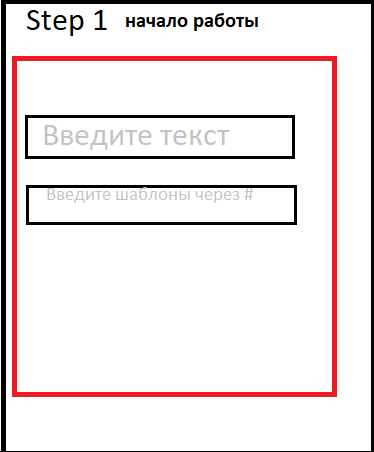 Step 1 начало работы
Введите текст
Введите шаблоны через #